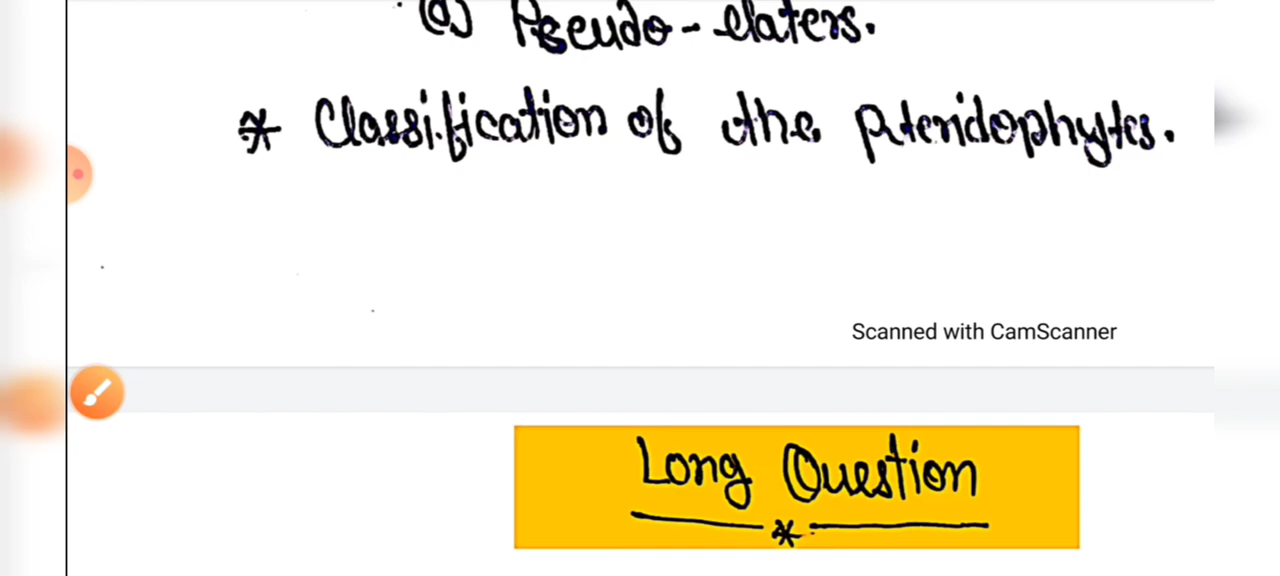 (d) Pseudo-elaters.
* Classification of the Pteridophytes.
Scanned with CamScanner
Long Question
*